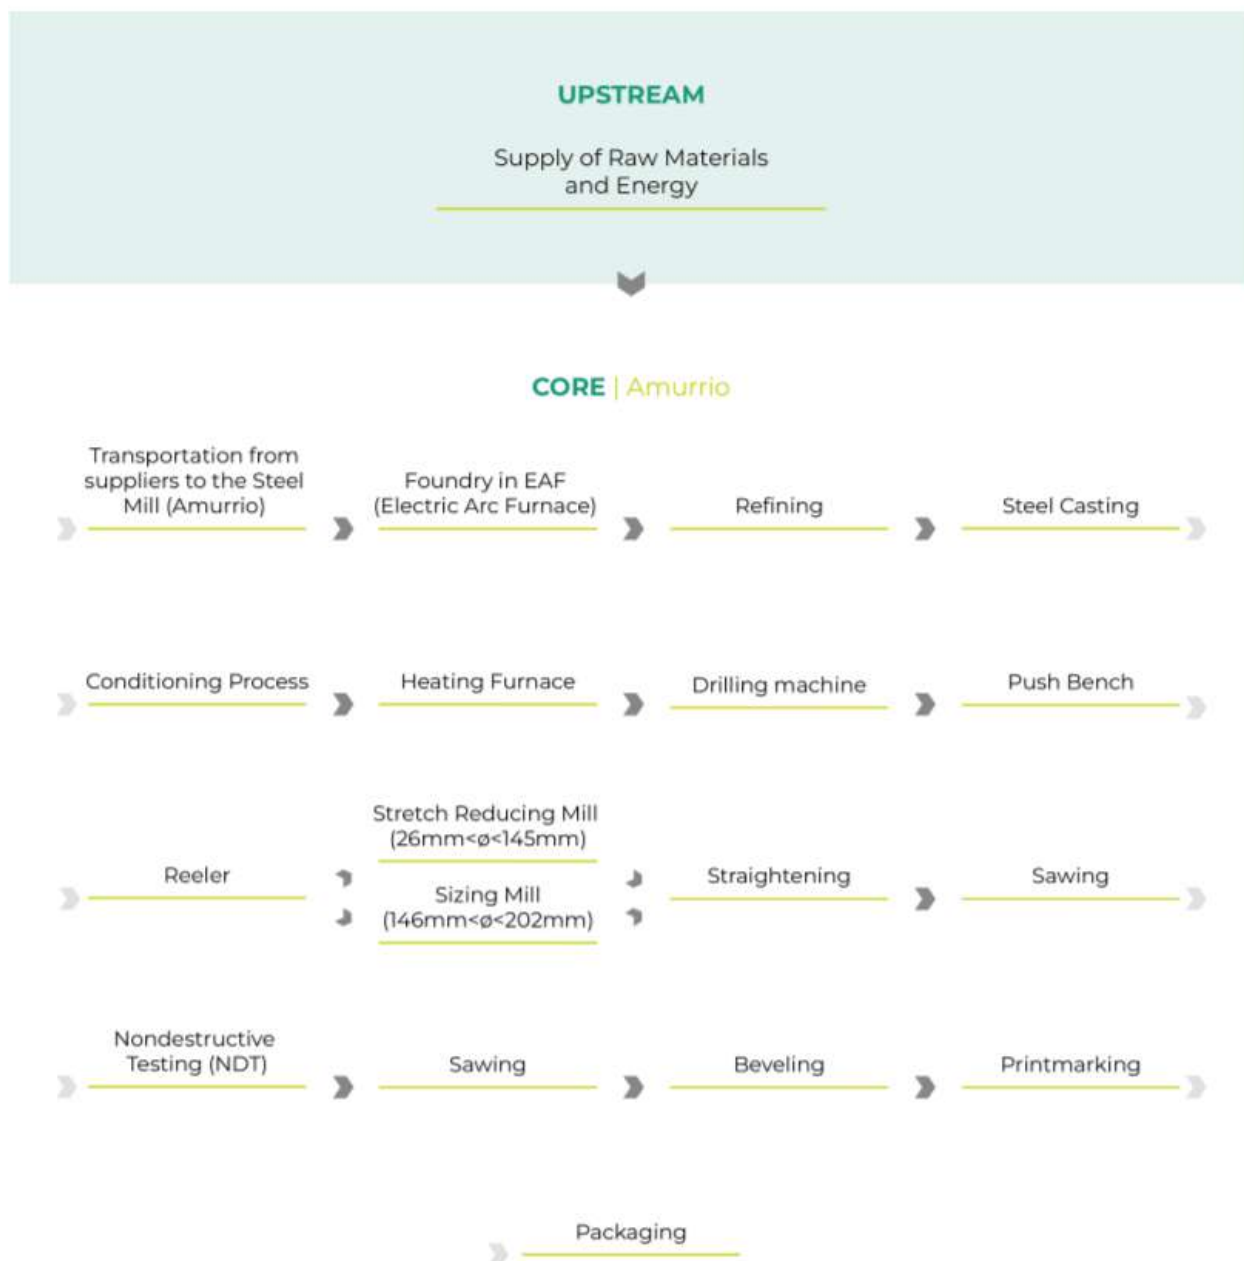 UPSTREAM
Supply of Raw Materials
and Energy
CORE | Amurrio
Transportation from
suppliers to the Steel
Mill (Amurrio)
Foundry in EAF
(Electric Arc Furnace)
Refining
Steel Casting
Conditioning Process
Heating Furnace
Drilling machine
Push Bench
Reeler
Stretch Reducing Mill
(26mm<ø<145mm)
Sizing Mill
(146mm<ø<202mm)
Straightening
Sawing
Nondestructive
Testing (NDT)
Sawing
Beveling
Printmarking
Packaging